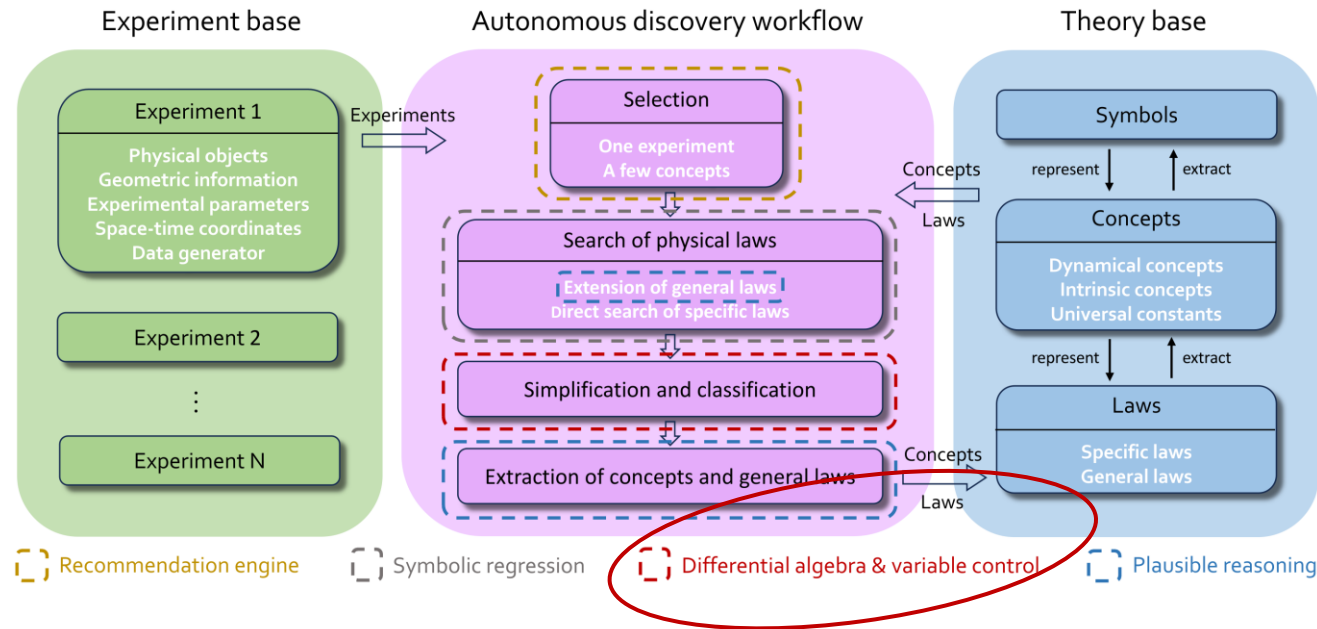 Experiment base
Autonomous discovery workflow
Theory base
Experiment 1
Physical objects
Geometric information
Experimental parameters
Space-time coordinates
Data generator
Experiment 2
⋮
Experiment N
Experiments
Selection
One experiment
A few concepts
Search of physical laws
Extension of general laws
Direct search of specific laws
Simplification and classification
Extraction of concepts and general laws
Concepts
Laws
Concepts
Laws
Symbols
represent
extract
Concepts
Dynamical concepts
Intrinsic concepts
Universal constants
represent
extract
Laws
Specific laws
General laws
Recommendation engine
Symbolic regression
Differential algebra & variable control
Plausible reasoning